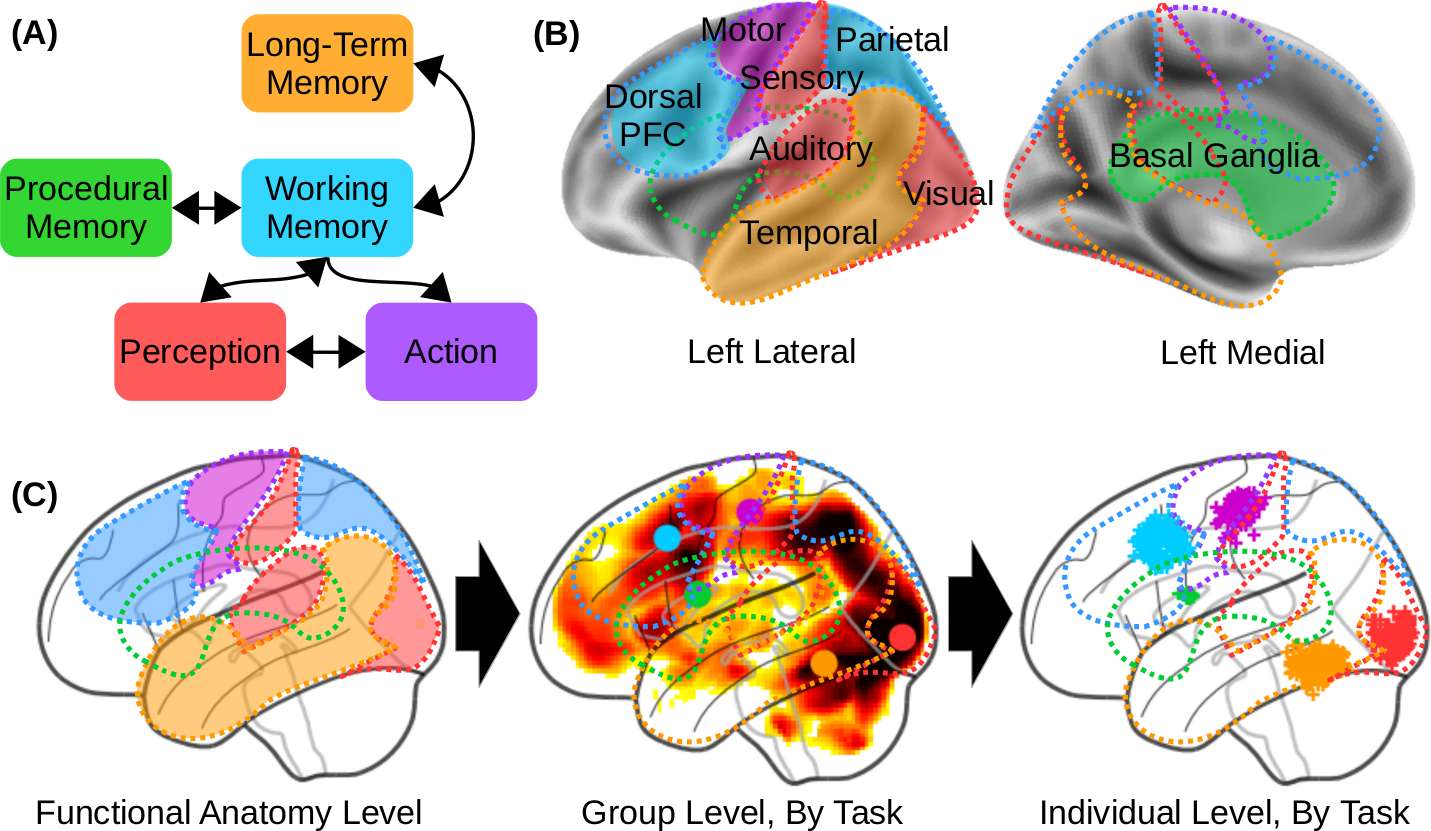 (A)
Long-Term
Memory
Procedural
Memory
Working
Memory
Perception
Action
(B)
Motor
Parietal
Sensory
Dorsal
PFC
Auditory
Visual
Temporal
Basal Ganglia
Left Lateral
Left Medial
(C)
Functional Anatomy Level
Group Level, By Task
Individual Level, By Task